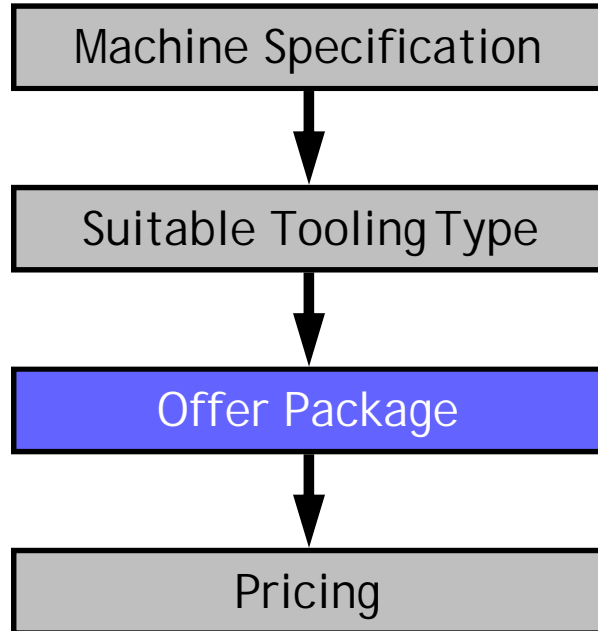 Machine Specification
Suitable Tooling Type
Offer Package
Pricing